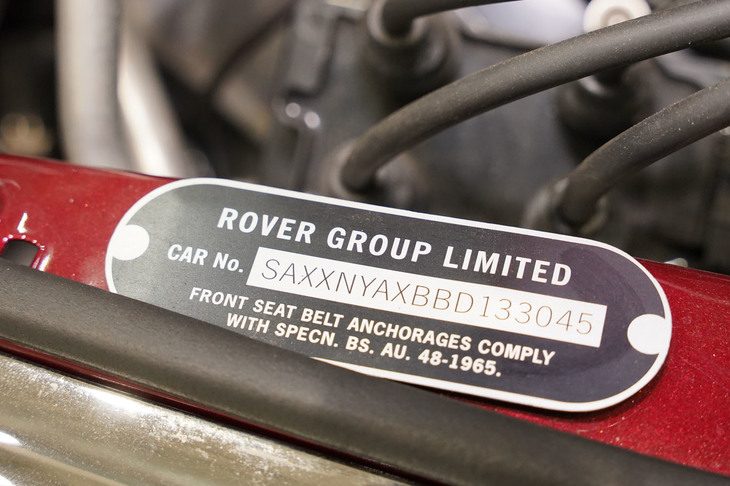 ROVER GROUP LIMITED
CAR No. SAXXNYAXBBD133045
FRONT SEAT BELT ANCHORAGES COMPLY
WITH SPECN. BS. AU. 48-1965.